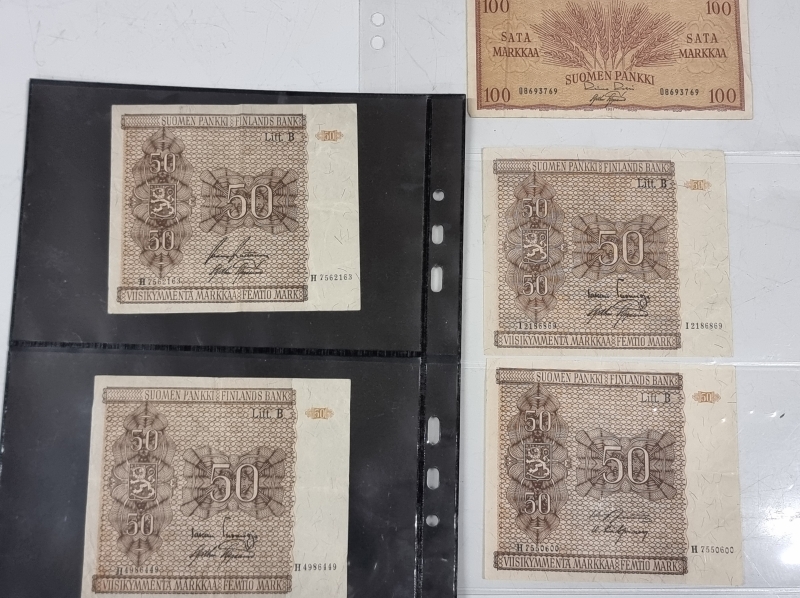 100 100
SATA SATA
MARKKAA MARKKAA
SUOMEN PANKKI
100 O8693769 O8693769 100
SUOMEN PANKKI FINLANDS BANK
Litt. B 50
50
50
50
H 7562163 H 7562163
VIISIKYMMENTÄ MARKKAA FEMTIO MARK
SUOMEN PANKKI FINLANDS BANK
Litt. B 50
50
50
50
I 2186869 I 2186869
VIISIKYMMENTÄ MARKKAA FEMTIO MARK
SUOMEN PANKKI FINLANDS BANK
Litt. B 50
50
50
50
H 4986449 H 4986449
VIISIKYMMENTÄ MARKKAA FEMTIO MARK
SUOMEN PANKKI FINLANDS BANK
Litt. B 50
50
50
50
H 7550600 H 7550600
VIISIKYMMENTÄ MARKKAA FEMTIO MARK